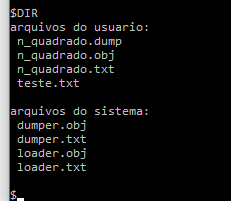 $DIR
arquivos do usuario:
n_quadrado.dump
n_quadrado.obj
n_quadrado.txt
teste.txt
arquivos do sistema:
dumper.obj
dumper.txt
loader.obj
loader.txt
$